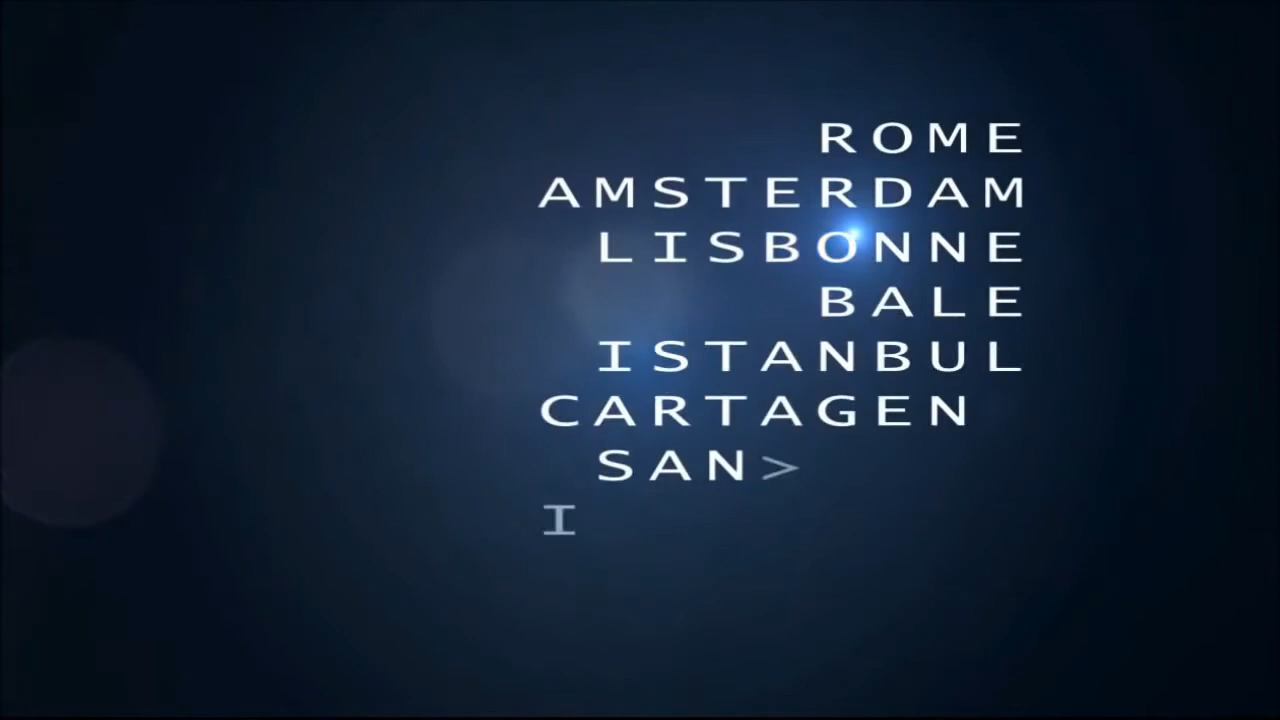 ROME
AMSTERDAM
LISBONNE
BALE
ISTANBUL
CARTAGEN
SAN>
I